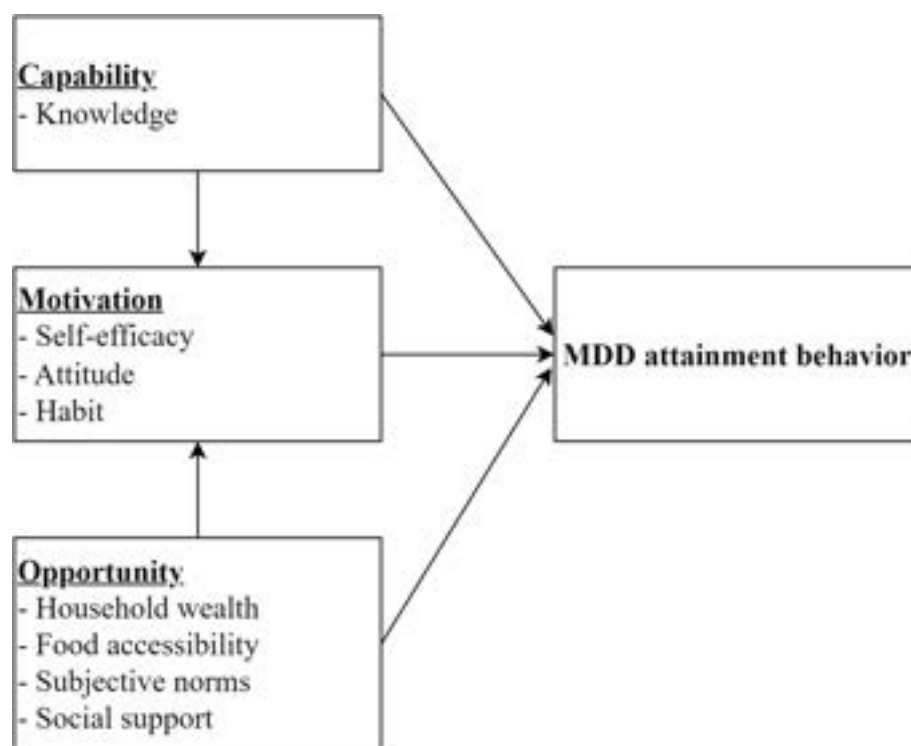 Capability
- Knowledge
Motivation
- Self-efficacy
- Attitude
- Habit
MDD attainment behavior
Opportunity
- Household wealth
- Food accessibility
- Subjective norms
- Social support